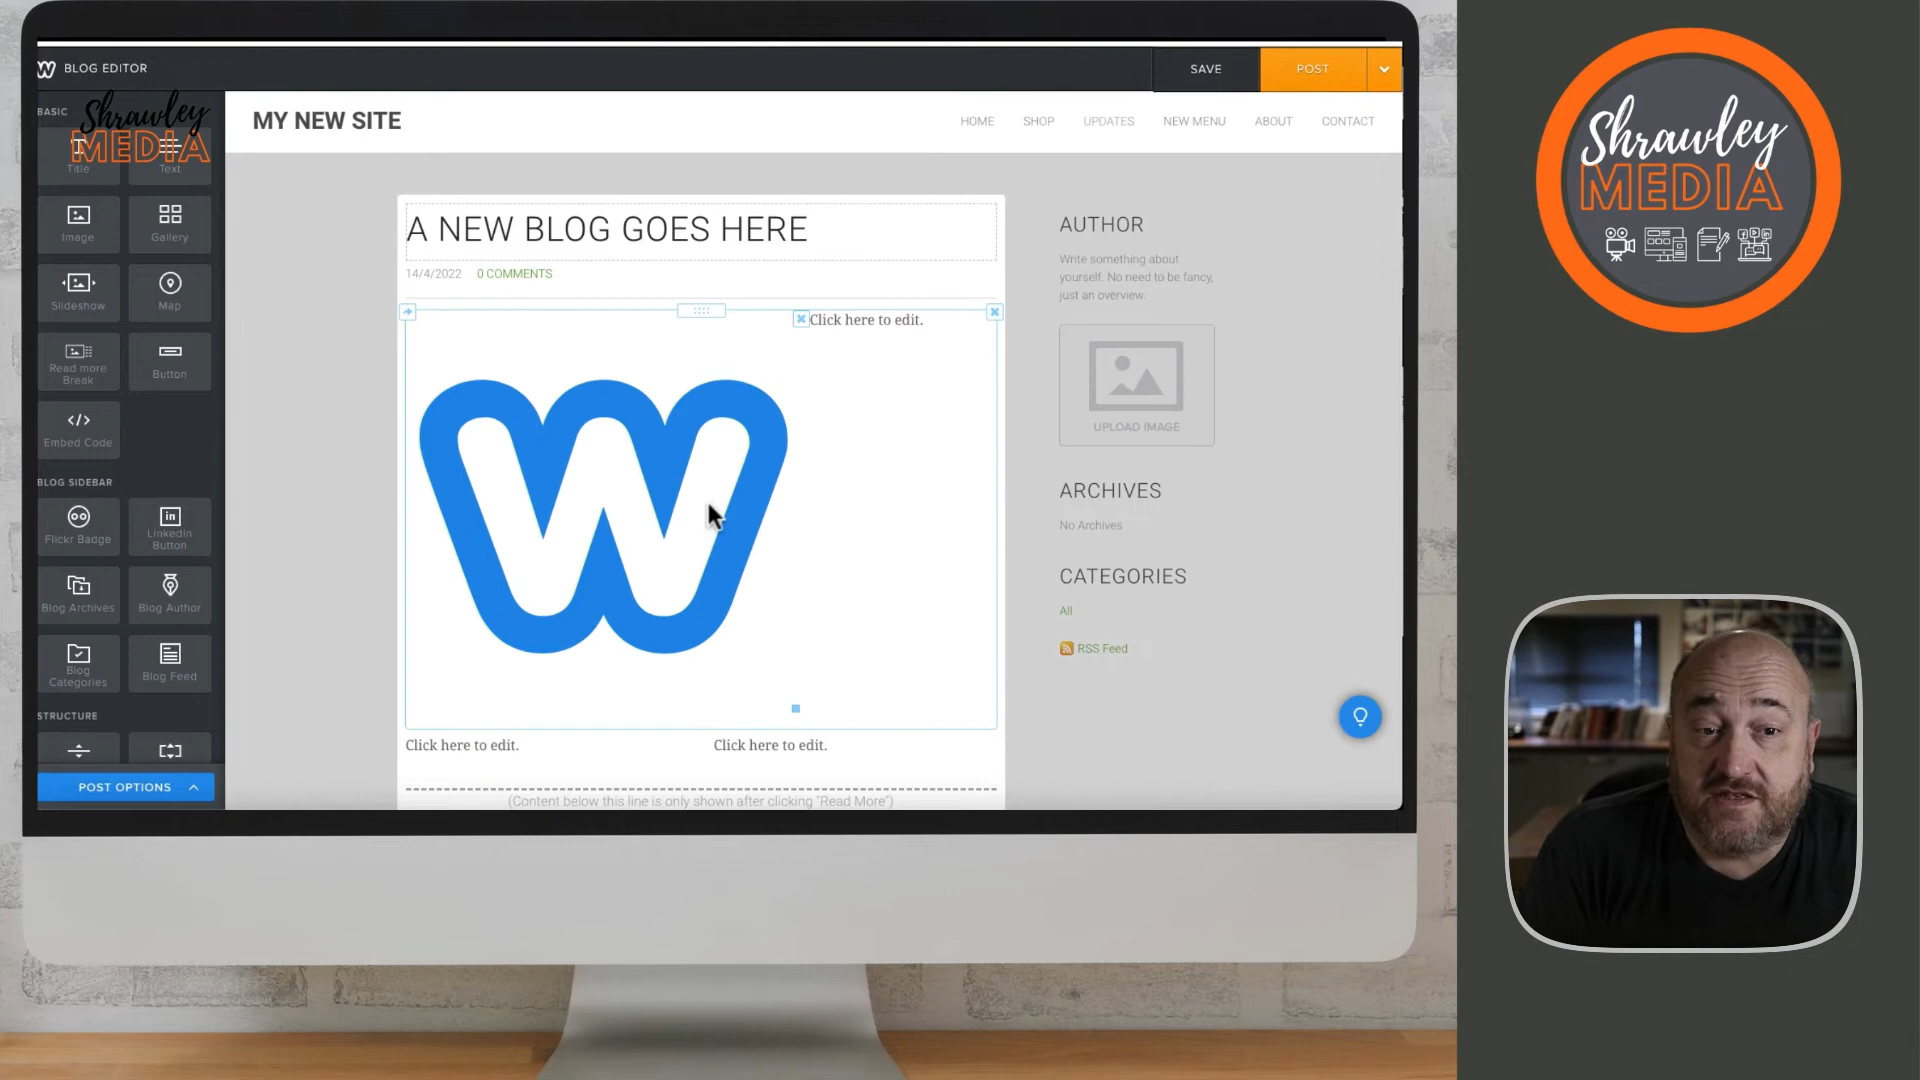 BLOG EDITOR
SAVE
POST
BASIC
Shrawley
MEDIA
Title
Text
Image
Gallery
Slideshow
Map
Read more
Break
Button
Embed Code
BLOG SIDEBAR
Flickr Badge
LinkedIn
Button
Blog Archives
Blog Author
Blog
Categories
Blog Feed
STRUCTURE
POST OPTIONS
MY NEW SITE
HOME
SHOP
UPDATES
NEW MENU
ABOUT
CONTACT
A NEW BLOG GOES HERE
14/4/2022
0 COMMENTS
Click here to edit.
W
Click here to edit.
Click here to edit.
(Content below this line is only shown after clicking "Read More")
AUTHOR
Write something about
yourself. No need to be fancy,
just an overview.
UPLOAD IMAGE
ARCHIVES
No Archives
CATEGORIES
All
RSS Feed
Shrawley
MEDIA